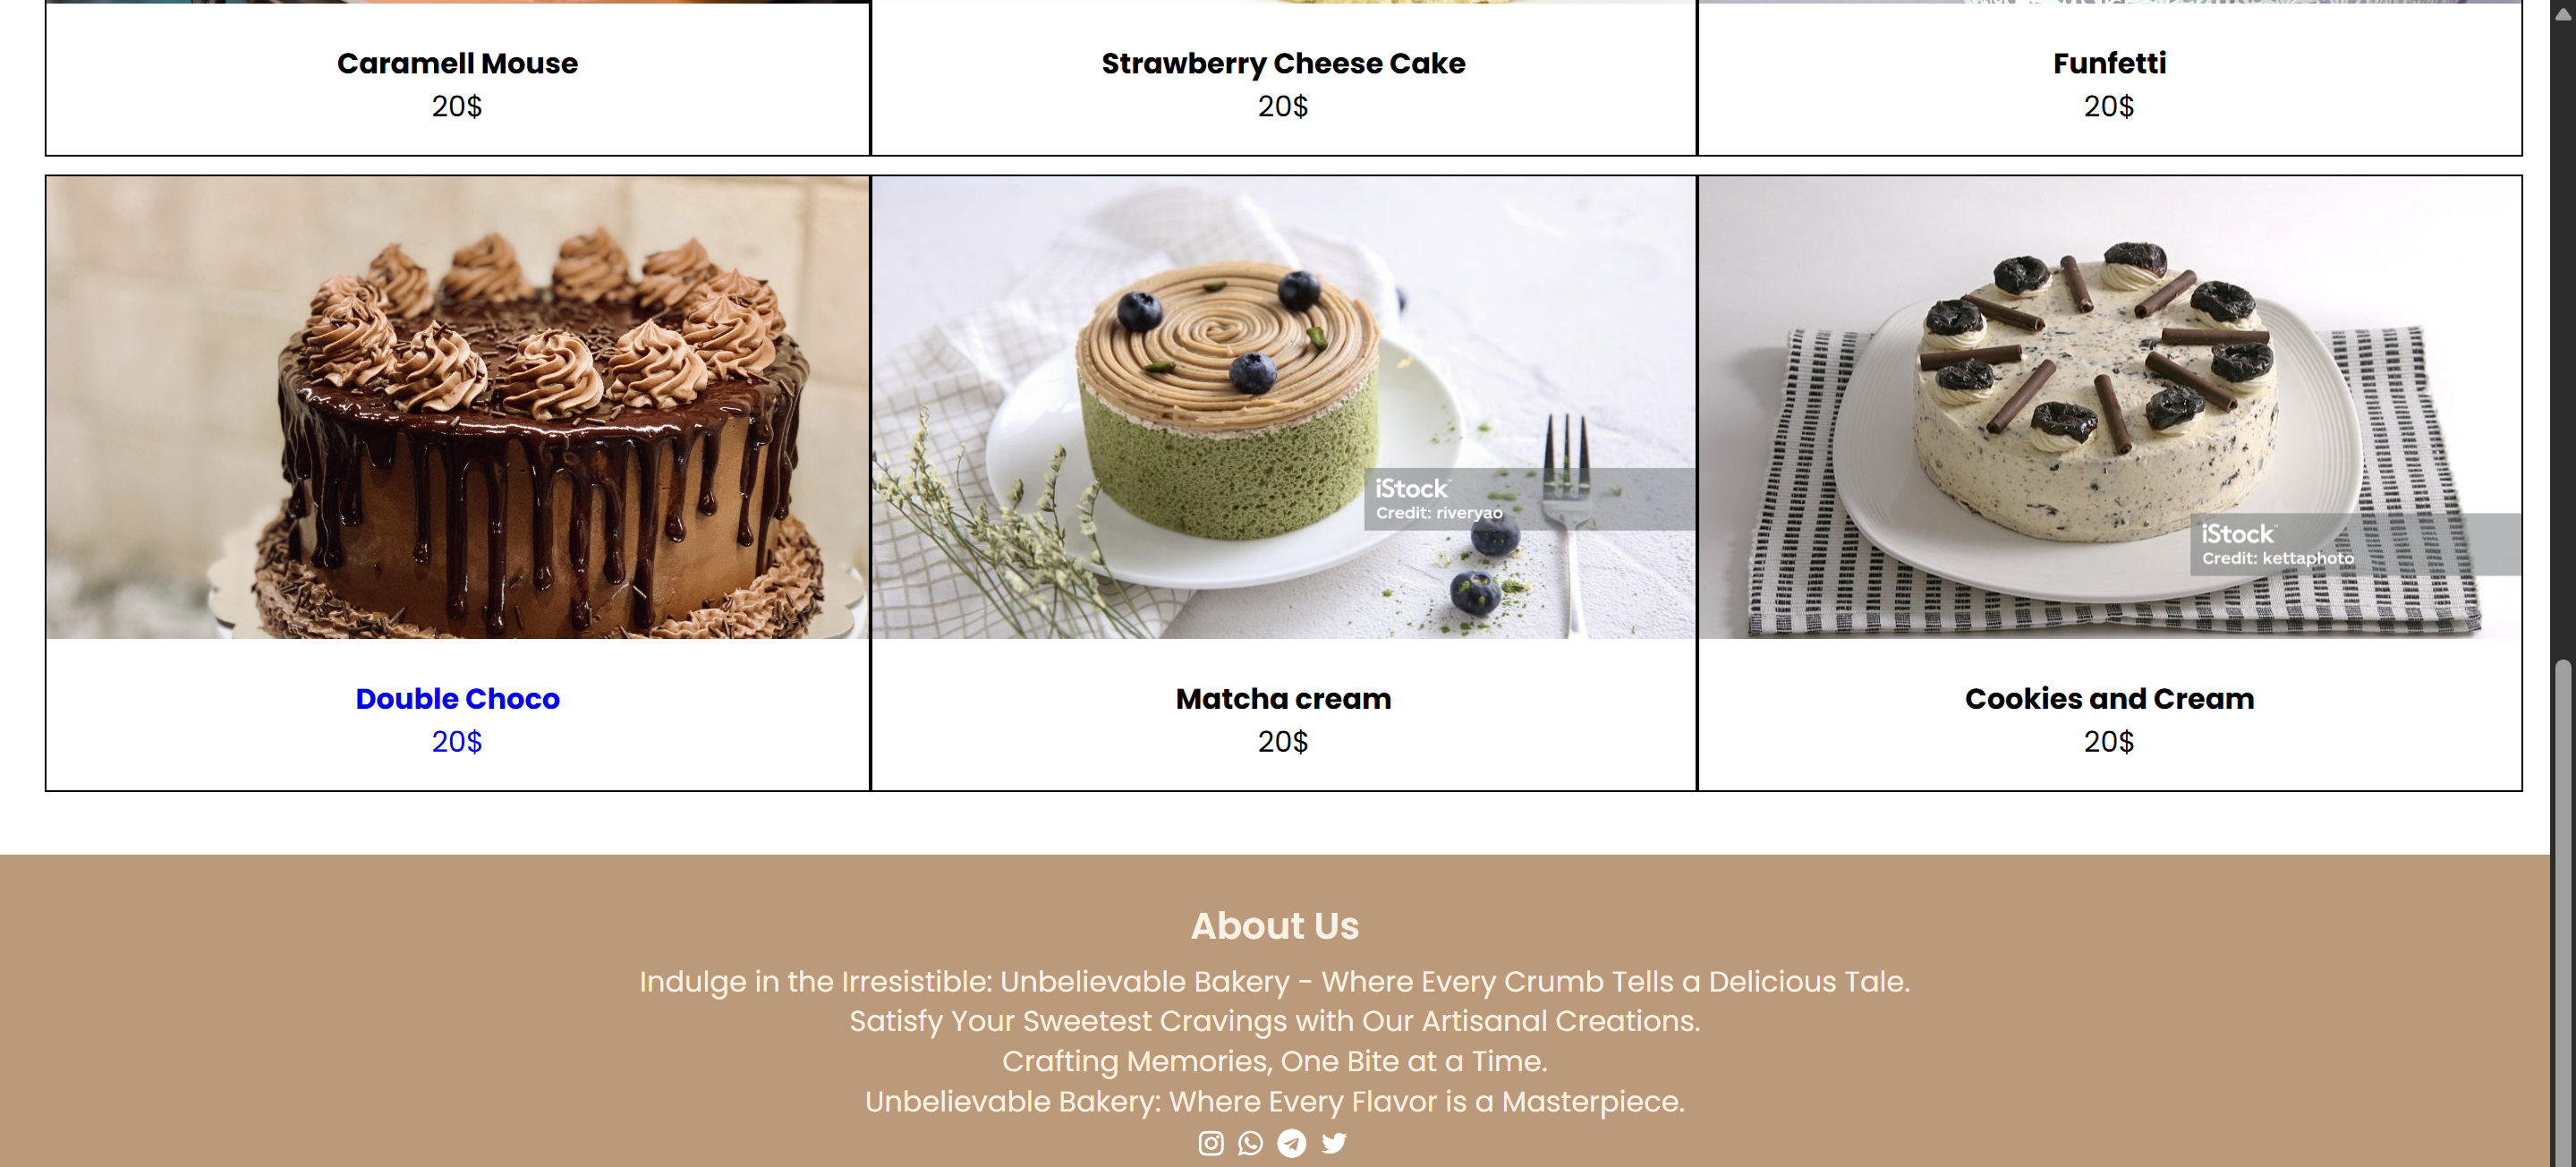 Caramell Mouse
20$
Strawberry Cheese Cake
20$
Funfetti
20$
iStock
Credit: riveryao
iStock
Credit: kettaphoto
Double Choco
20$
Matcha cream
20$
Cookies and Cream
20$
About Us
Indulge in the Irresistible: Unbelievable Bakery - Where Every Crumb Tells a Delicious Tale.
Satisfy Your Sweetest Cravings with Our Artisanal Creations.
Crafting Memories, One Bite at a Time.
Unbelievable Bakery: Where Every Flavor is a Masterpiece.